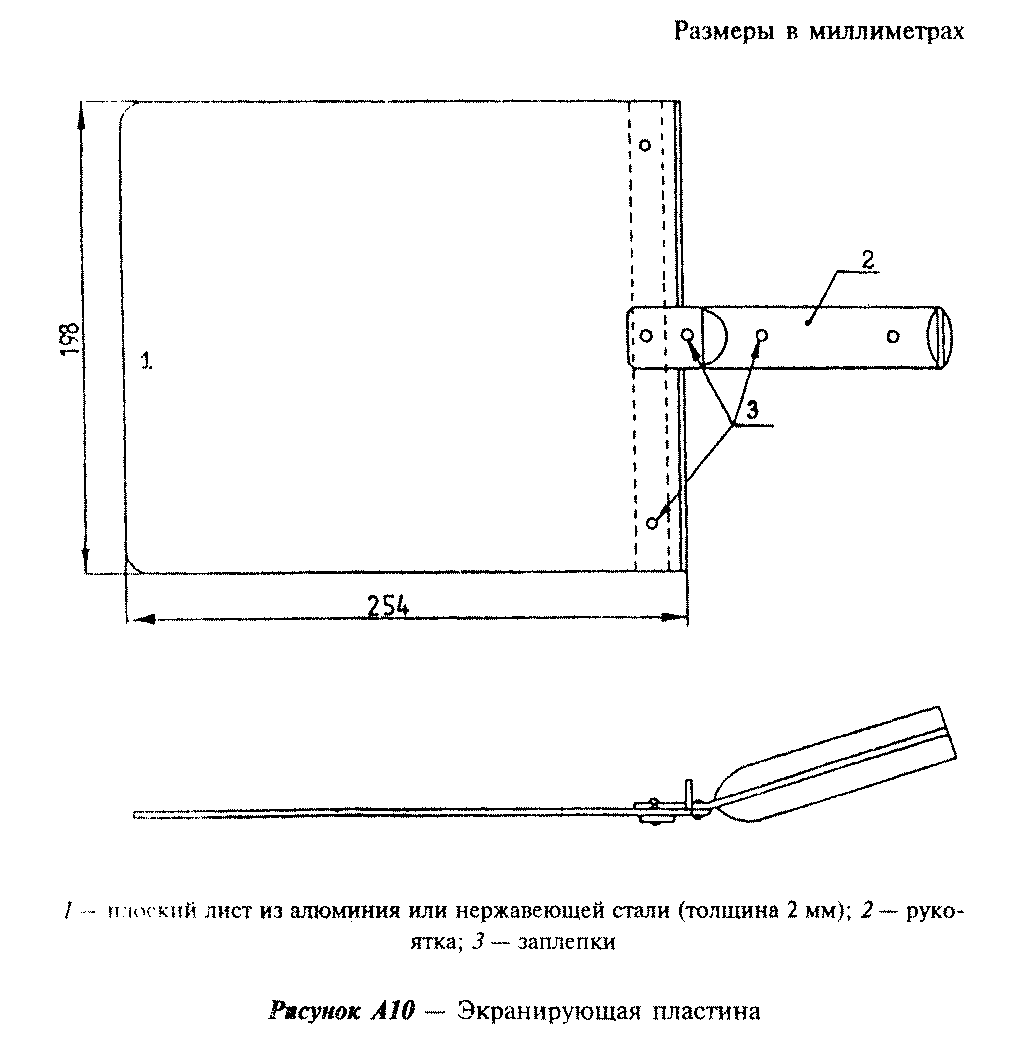 Размеры в миллиметрах
2
198
1.
3
254
1 — плоский лист из алюминия или нержавеющей стали (толщина 2 мм); 2 — руко-
ятка; 3 — заплепки
Рисунок А10 — Экранирующая пластина